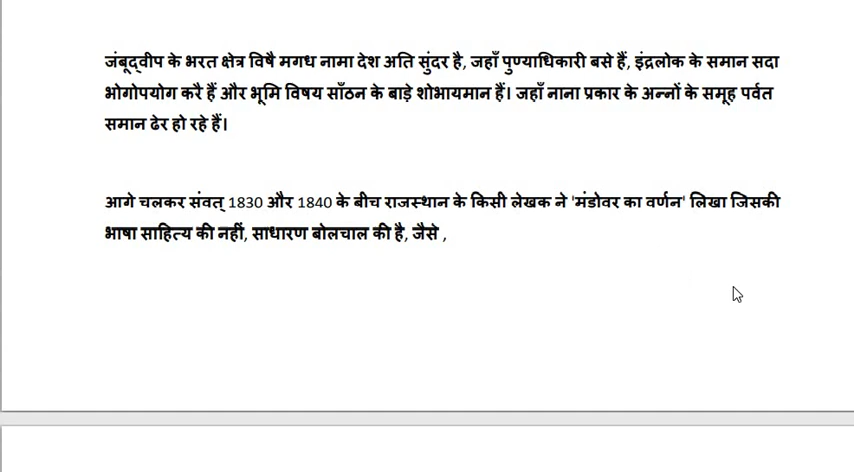 जंबूद्वीप के भरत क्षेत्र विषै मगध नामा देश अति सुंदर है, जहाँ पुण्याधिकारी बसे हैं, इंद्रलोक के समान सदा
भोगोपयोग करै हैं और भूमि विषय साँठन के बाड़े शोभायमान हैं। जहाँ नाना प्रकार के अन्नों के समूह पर्वत
समान ढेर हो रहे हैं।
आगे चलकर संवत् 1830 और 1840 के बीच राजस्थान के किसी लेखक ने 'मंडोवर का वर्णन' लिखा जिसकी
भाषा साहित्य की नहीं, साधारण बोलचाल की है, जैसे ,